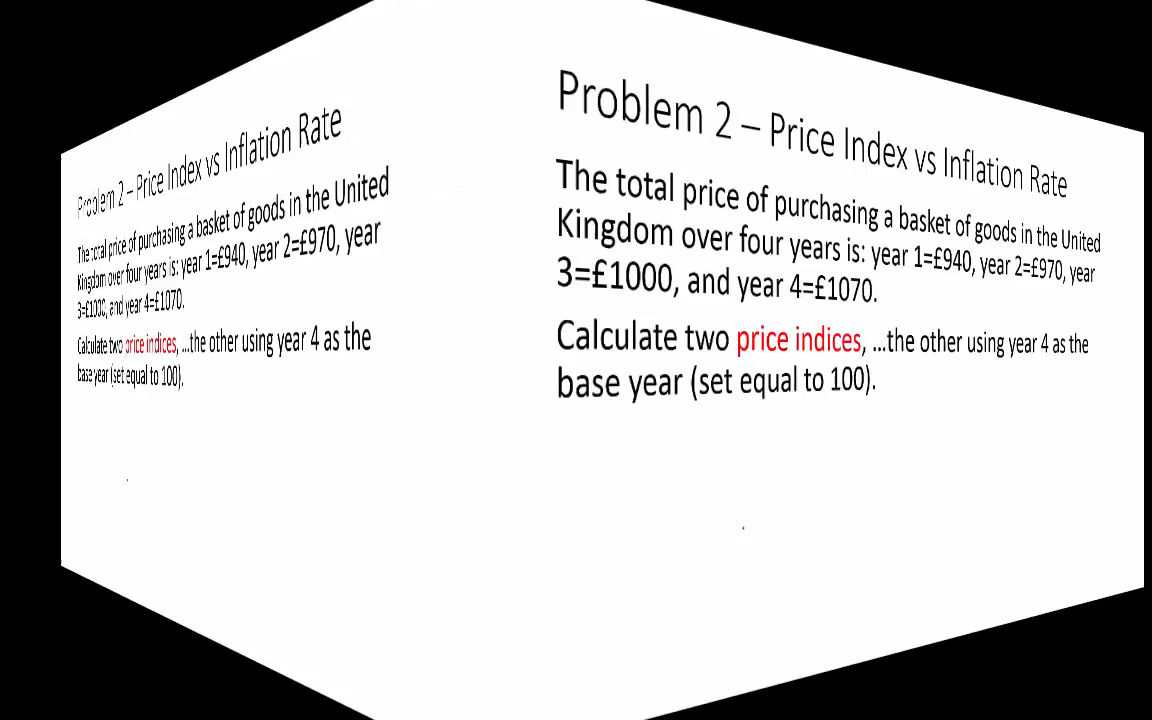 Problem 2 – Price Index vs Inflation Rate
The total price of purchasing a basket of goods in the United
Kingdom over four years is: year 1=£940, year 2=£970, year
3=£1000, and year 4=£1070.
Calculate two price indices, ...the other using year 4 as the
base year (set equal to 100).
Problem 2 – Price Index vs Inflation Rate
The total price of purchasing a basket of goods in the United
Kingdom over four years is: year 1=£940, year 2=£970, year
3=£1000, and year 4=£1070.
Calculate two price indices, ...the other using year 4 as the
base year (set equal to 100).